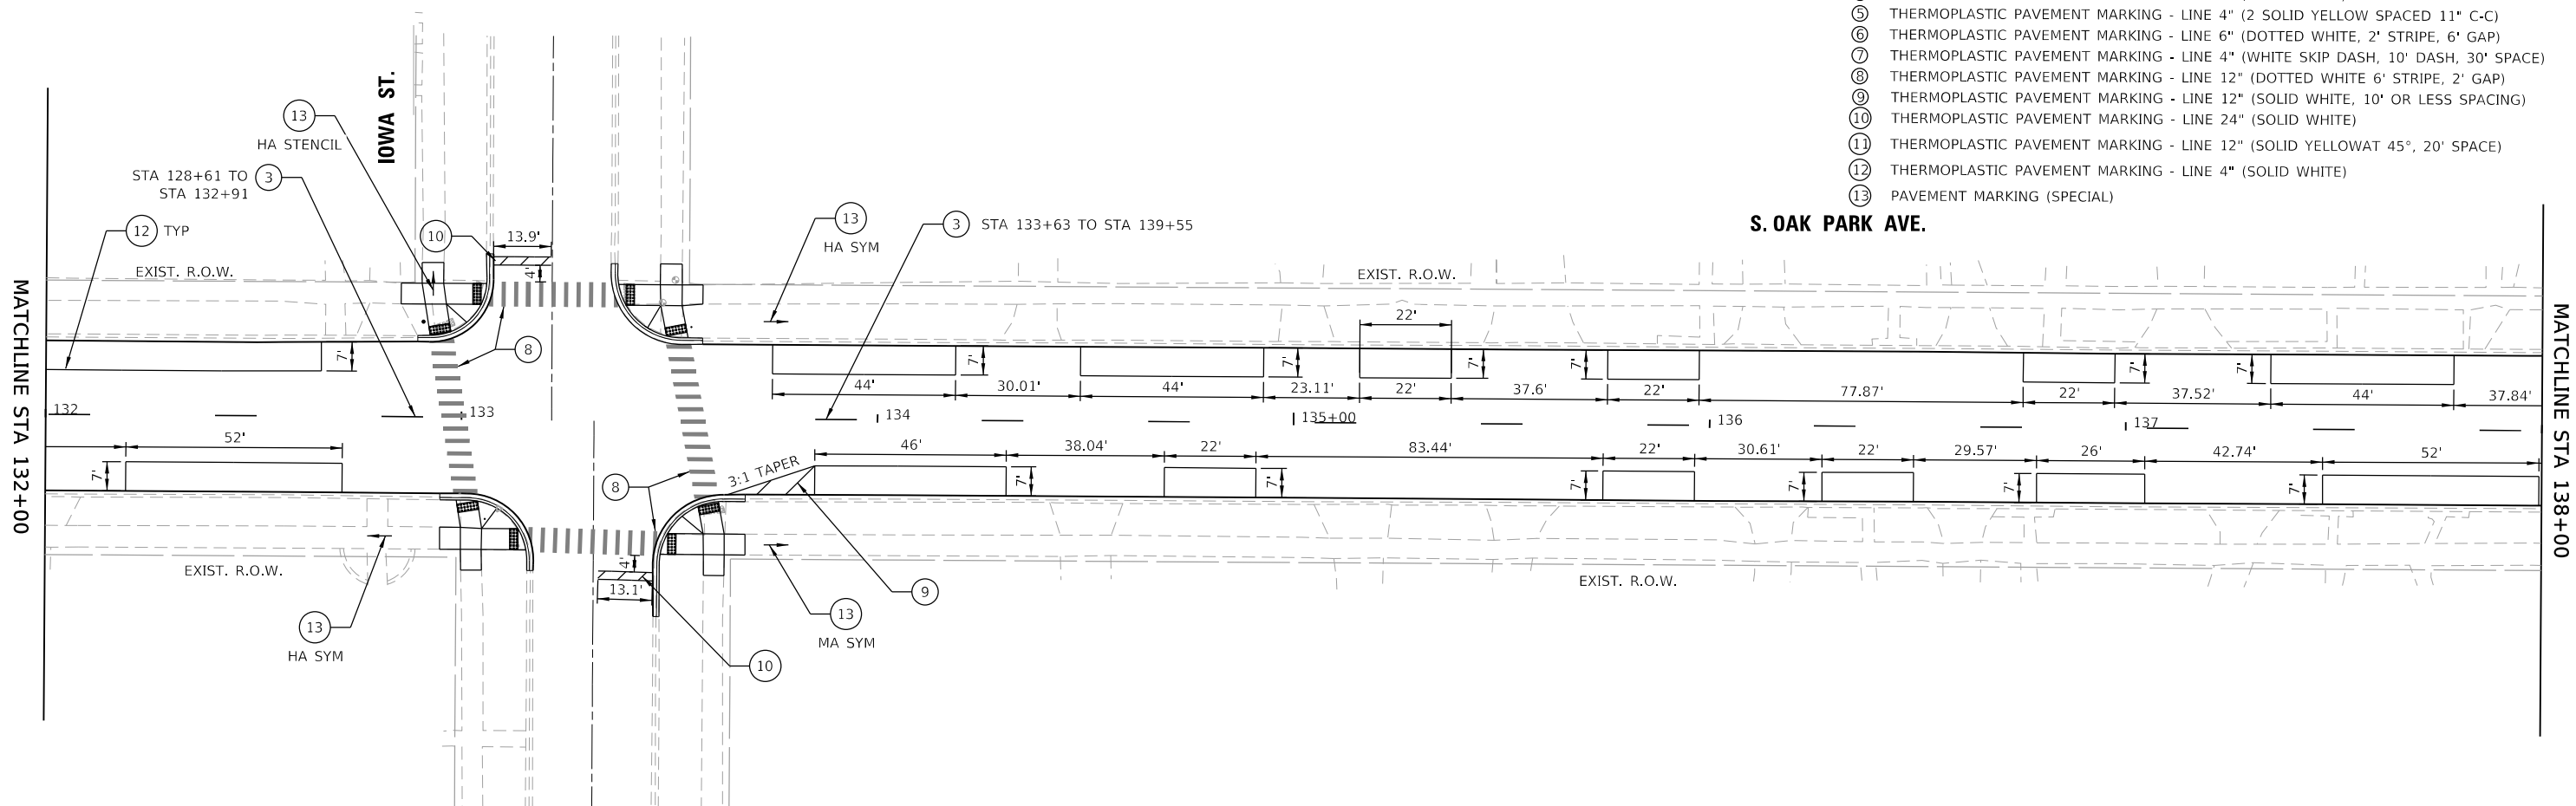 ⑤ THERMOPLASTIC PAVEMENT MARKING - LINE 4" (2 SOLID YELLOW SPACED 11" C-C)
⑥ THERMOPLASTIC PAVEMENT MARKING - LINE 6" (DOTTED WHITE, 2' STRIPE, 6' GAP)
⑦ THERMOPLASTIC PAVEMENT MARKING - LINE 4" (WHITE SKIP DASH, 10' DASH, 30' SPACE)
⑧ THERMOPLASTIC PAVEMENT MARKING - LINE 12" (DOTTED WHITE 6' STRIPE, 2' GAP)
⑨ THERMOPLASTIC PAVEMENT MARKING - LINE 12" (SOLID WHITE, 10' OR LESS SPACING)
⑩ THERMOPLASTIC PAVEMENT MARKING - LINE 24" (SOLID WHITE)
⑪ THERMOPLASTIC PAVEMENT MARKING - LINE 12" (SOLID YELLOWAT 45°, 20' SPACE)
⑫ THERMOPLASTIC PAVEMENT MARKING - LINE 4" (SOLID WHITE)
⑬ PAVEMENT MARKING (SPECIAL)
S. OAK PARK AVE.
IOWA ST.
13
HA STENCIL
STA 128+61 TO 3
STA 132+91
12 TYP
10
13.9'
4'
13
HA SYM
3 STA 133+63 TO STA 139+55
EXIST. R.O.W.
EXIST. R.O.W.
MATCHLINE STA 132+00
MATCHLINE STA 138+00
22'
7'
8
7'
7'
7'
7'
7'
7'
44'
30.01'
44'
23.11'
22'
37.6'
22'
77.87'
22'
37.52'
44'
37.84'
132
133
134
135+00
136
137
52'
46'
38.04'
22'
83.44'
22'
30.61'
22'
29.57'
26'
42.74'
52'
7'
8
3:1 TAPER
7'
7'
7'
7'
7'
7'
4'
13.1'
9
EXIST. R.O.W.
EXIST. R.O.W.
13
HA SYM
13
MA SYM
10